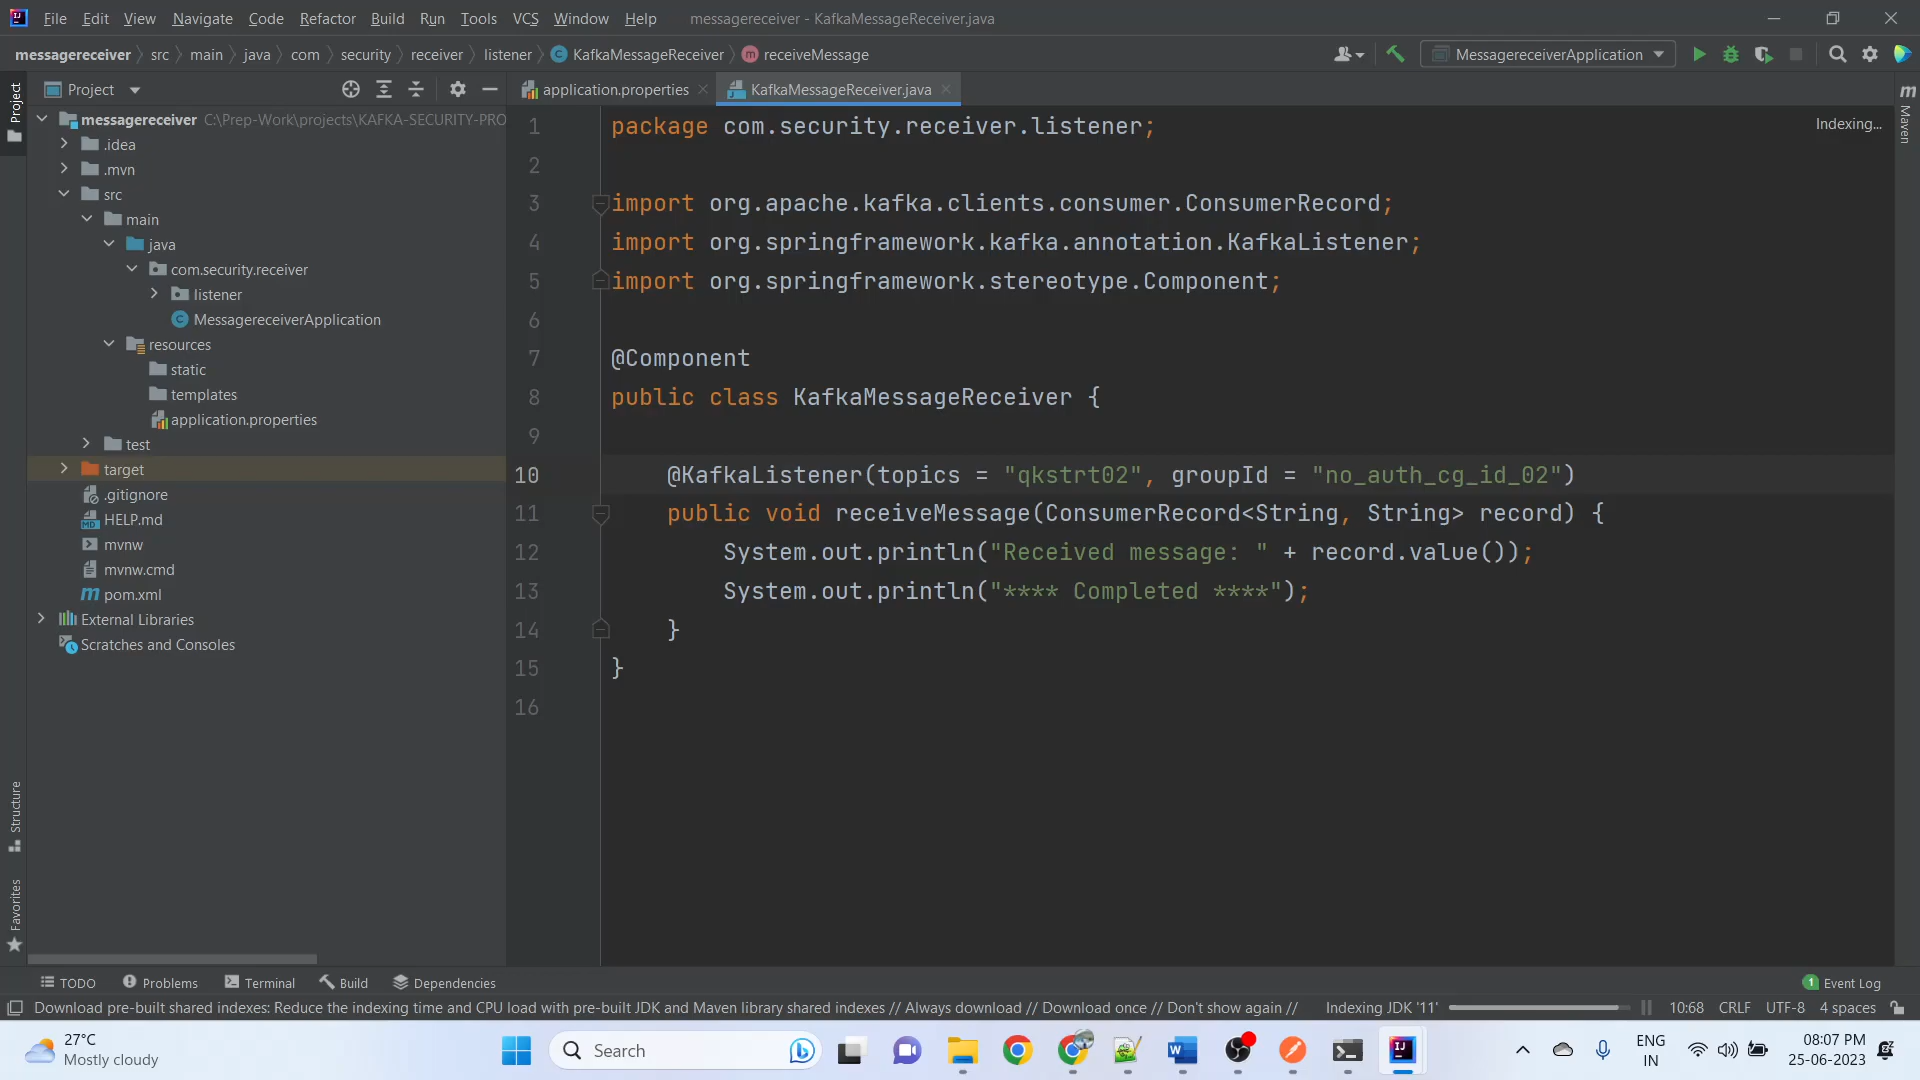 File Edit View Navigate Code Refactor Build Run Tools VCS Window Help messagereceiver - KafkaMessageReceiver.java
messagereceiver src main java com security receiver listener KafkaMessageReceiver receiveMessage MessagereceiverApplication
Project
application.properties KafkaMessageReceiver.java
Project
Structure
Favorites
messagereceiver C:\Prep-Work\projects\KAFKA-SECURITY-PRO
.idea
.mvn
src
main
java
com.security.receiver
listener
MessagereceiverApplication
resources
static
templates
application.properties
test
target
.gitignore
HELP.md
mvnw
mvnw.cmd
pom.xml
External Libraries
Scratches and Consoles
1 package com.security.receiver.listener;
2
3 import org.apache.kafka.clients.consumer.ConsumerRecord;
4 import org.springframework.kafka.annotation.KafkaListener;
5 import org.springframework.stereotype.Component;
6
7 @Component
8 public class KafkaMessageReceiver {
9
10 @KafkaListener(topics = "qkstrt02", groupId = "no_auth_cg_id_02")
11 public void receiveMessage(ConsumerRecord<String, String> record) {
12 System.out.println("Received message: " + record.value());
13 System.out.println("**** Completed ****");
14 }
15 }
16
Indexing...
Maven
TODO Problems Terminal Build Dependencies 1 Event Log
Download pre-built shared indexes: Reduce the indexing time and CPU load with pre-built JDK and Maven library shared indexes // Always download // Download once // Don't show again // Indexing JDK '11' 10:68 CRLF UTF-8 4 spaces
27°C
Mostly cloudy
Search
ENG
IN
08:07 PM
25-06-2023